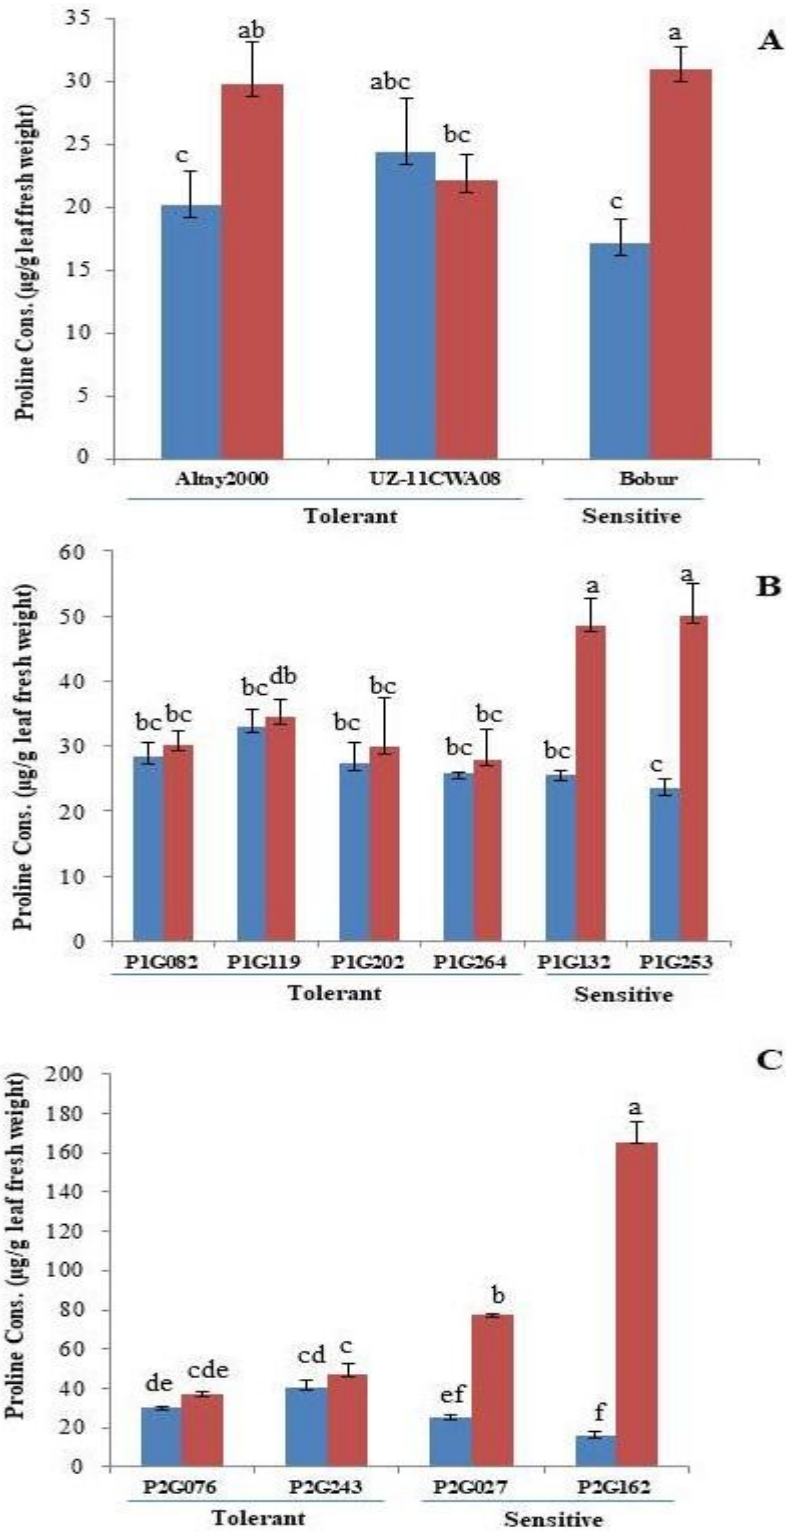 35
30
25
20
15
10
5
0
Proline Cons. (µg/g leaf fresh weight)
A
c ab abc bc c a
Altay2000 UZ-11CWA08 Bobur
Tolerant Sensitive
60
50
40
30
20
10
0
Proline Cons. (µg/g leaf fresh weight)
B
bc bc bc db bc bc bc bc bc a c a
P1G082 P1G119 P1G202 P1G264 P1G132 P1G253
Tolerant Sensitive
200
180
160
140
120
100
80
60
40
20
0
Proline Cons. (µg/g leaf fresh weight)
C
de cde cd c ef b f a
P2G076 P2G243 P2G027 P2G162
Tolerant Sensitive